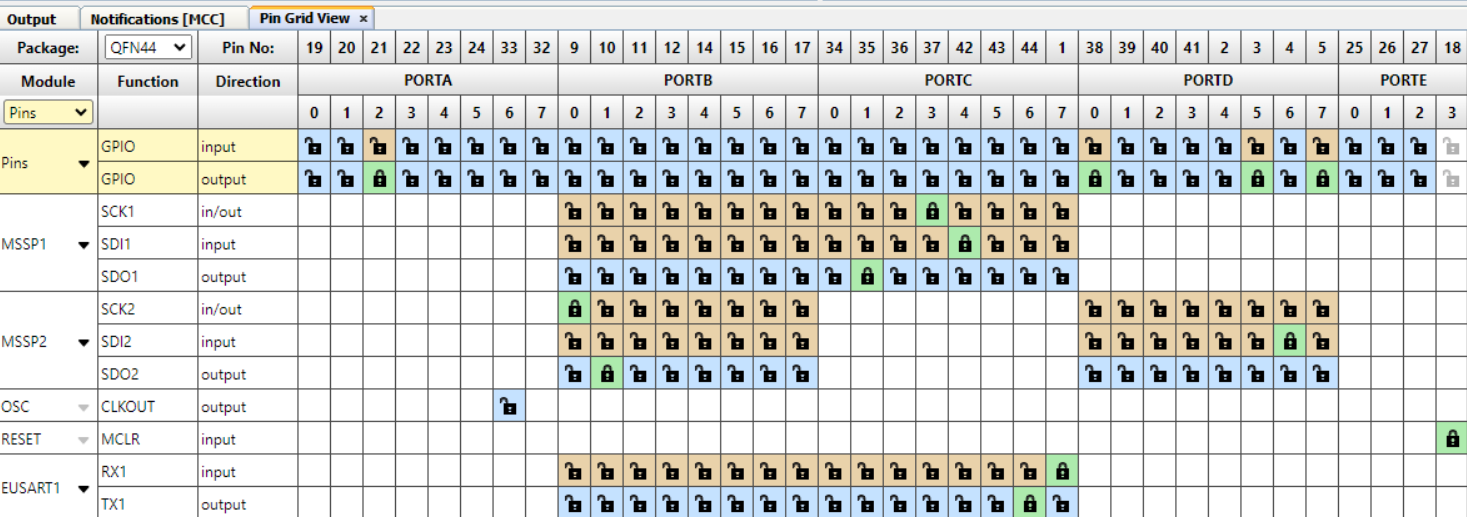 Output Notifications [MCC] Pin Grid View ×
Package: QFN44 Pin No: 19 20 21 22 23 24 33 32 9 10 11 12 14 15 16 17 34 35 36 37 42 43 44 1 38 39 40 41 2 3 4 5 25 26 27 18
Module Function Direction PORTA PORTB PORTC PORTD PORTE
Pins 0 1 2 3 4 5 6 7 0 1 2 3 4 5 6 7 0 1 2 3 4 5 6 7 0 1 2 3 4 5 6 7 0 1 2 3
Pins
GPIO input
GPIO output
MSSP1
SCK1 in/out
SDI1 input
SDO1 output
MSSP2
SCK2 in/out
SDI2 input
SDO2 output
OSC CLKOUT output
RESET MCLR input
EUSART1
RX1 input
TX1 output